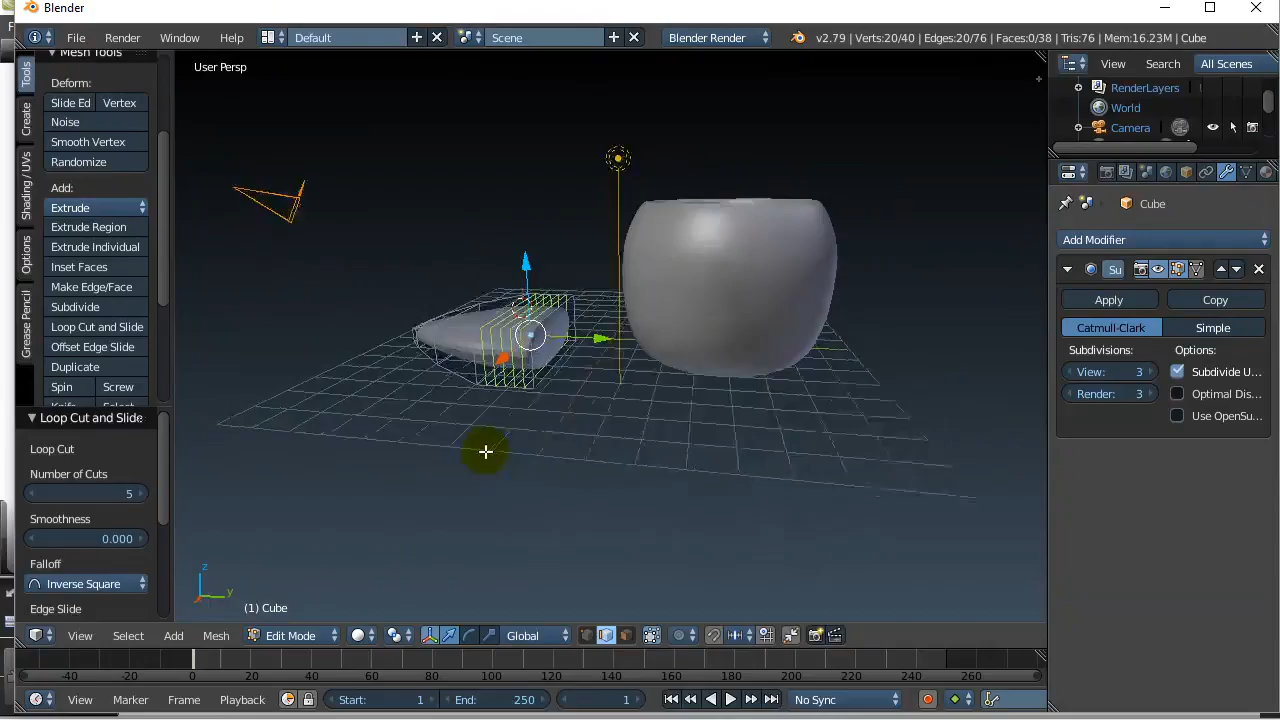 Blender
File Render Window Help Default Scene Blender Render v2.79 | Verts:20/40 | Edges:20/76 | Faces:0/38 | Tris:76 | Mem:16.23M | Cube
Mesh Tools
Deform:
Slide Ed Vertex
Noise
Smooth Vertex
Randomize
Add:
Extrude
Extrude Region
Extrude Individual
Inset Faces
Make Edge/Face
Subdivide
Loop Cut and Slide
Offset Edge Slide
Duplicate
Spin Screw
Tools
Create
Shading / UVs
Options
Grease Pencil
Loop Cut and Slide
Loop Cut
Number of Cuts
5
Smoothness
0.000
Falloff
Inverse Square
Edge Slide
User Persp
z
y
(1) Cube
View Search All Scenes
RenderLayers
World
Camera
Cube
Add Modifier
Su
Apply Copy
Catmull-Clark Simple
Subdivisions: Options:
View: 3 Subdivide U...
Render: 3 Optimal Dis...
Use OpenSu...
View Select Add Mesh Edit Mode Global
-40 -20 0 20 40 60 80 100 120 140 160 180 200 220 240 260
View Marker Frame Playback Start: 1 End: 250 1 No Sync